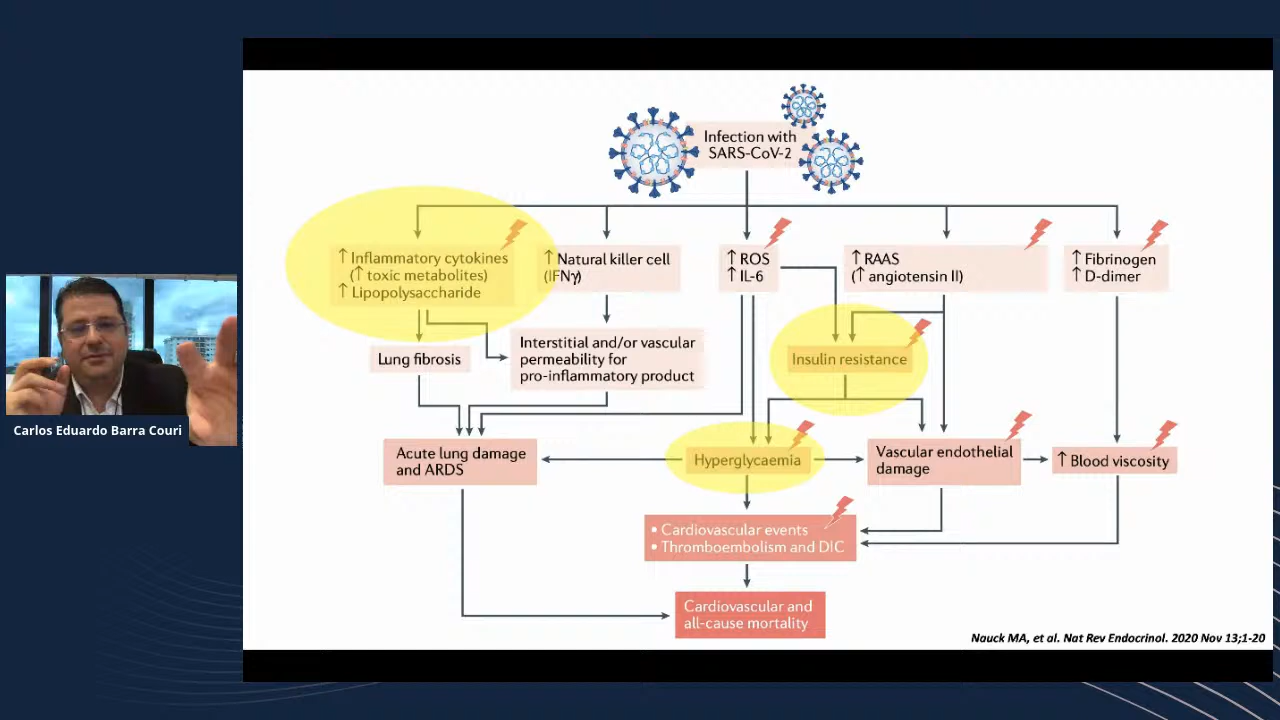 Infection with
SARS-CoV-2
↑ Inflammatory cytokines
(↑ toxic metabolites)
↑ Lipopolysaccharide
↑ Natural killer cell
(IFNγ)
↑ ROS
↑ IL-6
↑ RAAS
(↑ angiotensin II)
↑ Fibrinogen
↑ D-dimer
Lung fibrosis
Interstitial and/or vascular
permeability for
pro-inflammatory product
Insulin resistance
Carlos Eduardo Barra Couri
Acute lung damage
and ARDS
Hyperglycaemia
Vascular endothelial
damage
↑ Blood viscosity
• Cardiovascular events
• Thromboembolism and DIC
Cardiovascular and
all-cause mortality
Nauck MA, et al. Nat Rev Endocrinol. 2020 Nov 13;1-20